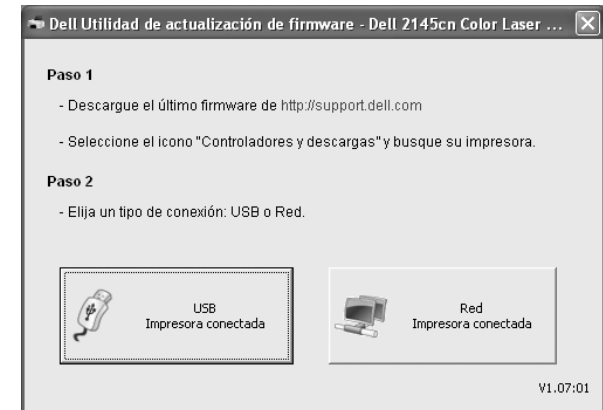 Dell Utilidad de actualización de firmware - Dell 2145cn Color Laser ...
Paso 1
- Descargue el último firmware de http://support.dell.com
- Seleccione el icono "Controladores y descargas" y busque su impresora.
Paso 2
- Elija un tipo de conexión: USB o Red.
USB
Impresora conectada
Red
Impresora conectada
V1.07:01